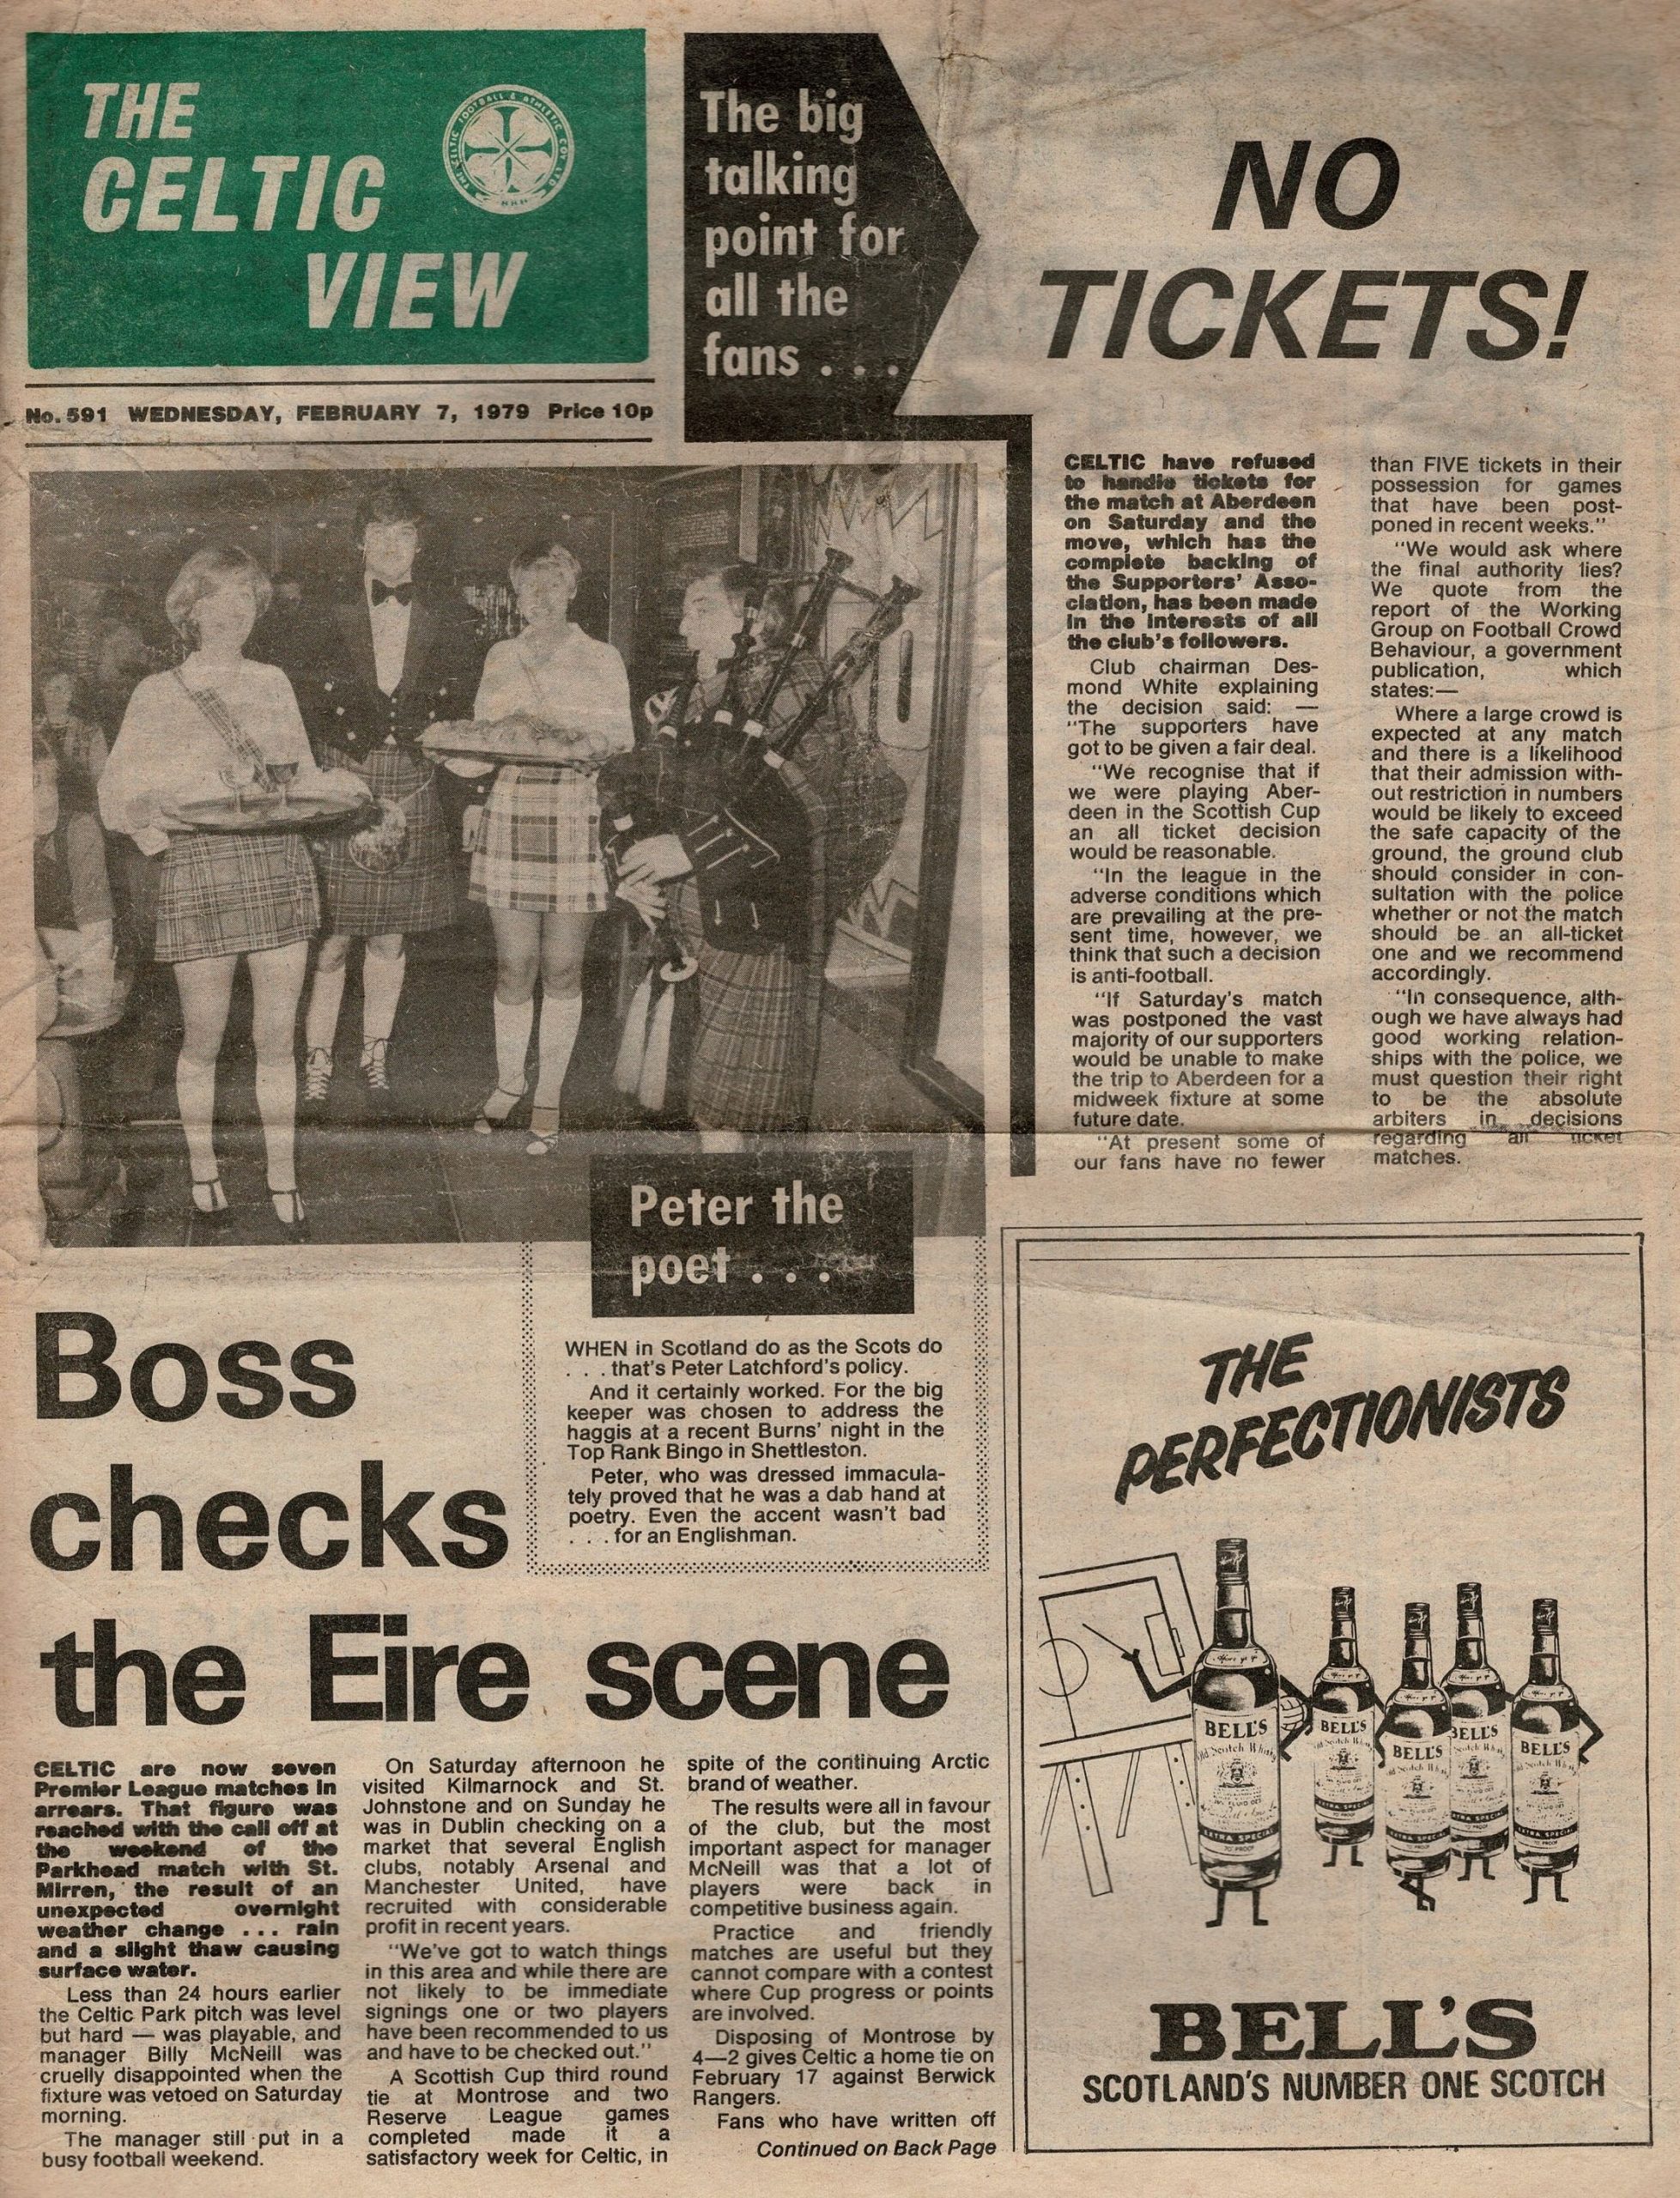 THE
CELTIC
VIEW
THE CELTIC FOOTBALL & ATHLETIC COY LTD
No. 591 WEDNESDAY, FEBRUARY 7, 1979 Price 10p
The big
talking
point for
all the
fans . . .
NO
TICKETS!
CELTIC have refused
to handle tickets for
the match at Aberdeen
on Saturday and the
move, which has the
complete backing of
the Supporters' Asso-
ciation, has been made
in the interests of all
the club's followers.
Club chairman Des-
mond White explaining
the decision said: —
"The supporters have
got to be given a fair deal.
"We recognise that if
we were playing Aber-
deen in the Scottish Cup
an all ticket decision
would be reasonable.
"In the league in the
adverse conditions which
are prevailing at the pre-
sent time, however, we
think that such a decision
is anti-football.
"If Saturday's match
was postponed the vast
majority of our supporters
would be unable to make
the trip to Aberdeen for a
midweek fixture at some
future date.
"At present some of
our fans have no fewer
than FIVE tickets in their
possession for games
that have been post-
poned in recent weeks."
"We would ask where
the final authority lies?
We quote from the
report of the Working
Group on Football Crowd
Behaviour, a government
publication, which
states:—
Where a large crowd is
expected at any match
and there is a likelihood
that their admission with-
out restriction in numbers
would be likely to exceed
the safe capacity of the
ground, the ground club
should consider in con-
sultation with the police
whether or not the match
should be an all-ticket
one and we recommend
accordingly.
"In consequence, alth-
ough we have always had
good working relation-
ships with the police, we
must question their right
to be the absolute
arbiters in decisions
regarding all ticket
matches.
Peter the
poet . . .
WHEN in Scotland do as the Scots do
. . . that's Peter Latchford's policy.
And it certainly worked. For the big
keeper was chosen to address the
haggis at a recent Burns' night in the
Top Rank Bingo in Shettleston.
Peter, who was dressed immacula-
tely proved that he was a dab hand at
poetry. Even the accent wasn't bad
. . . for an Englishman.
Boss
checks
the Eire scene
CELTIC are now seven
Premier League matches in
arrears. That figure was
reached with the call off at
the weekend of the
Parkhead match with St.
Mirren, the result of an
unexpected overnight
weather change . . . rain
and a slight thaw causing
surface water.
Less than 24 hours earlier
the Celtic Park pitch was level
but hard — was playable, and
manager Billy McNeill was
cruelly disappointed when the
fixture was vetoed on Saturday
morning.
The manager still put in a
busy football weekend.
On Saturday afternoon he
visited Kilmarnock and St.
Johnstone and on Sunday he
was in Dublin checking on a
market that several English
clubs, notably Arsenal and
Manchester United, have
recruited with considerable
profit in recent years.
"We've got to watch things
in this area and while there are
not likely to be immediate
signings one or two players
have been recommended to us
and have to be checked out."
A Scottish Cup third round
tie at Montrose and two
Reserve League games
completed made it a
satisfactory week for Celtic, in
spite of the continuing Arctic
brand of weather.
The results were all in favour
of the club, but the most
important aspect for manager
McNeill was that a lot of
players were back in
competitive business again.
Practice and friendly
matches are useful but they
cannot compare with a contest
where Cup progress or points
are involved.
Disposing of Montrose by
4—2 gives Celtic a home tie on
February 17 against Berwick
Rangers.
Fans who have written off
Continued on Back Page
THE
PERFECTIONISTS
BELL'S
Old Scotch Whisky
EXTRA SPECIAL
BELL'S
BELL'S
BELL'S
BELL'S
BELL'S
SCOTLAND'S NUMBER ONE SCOTCH